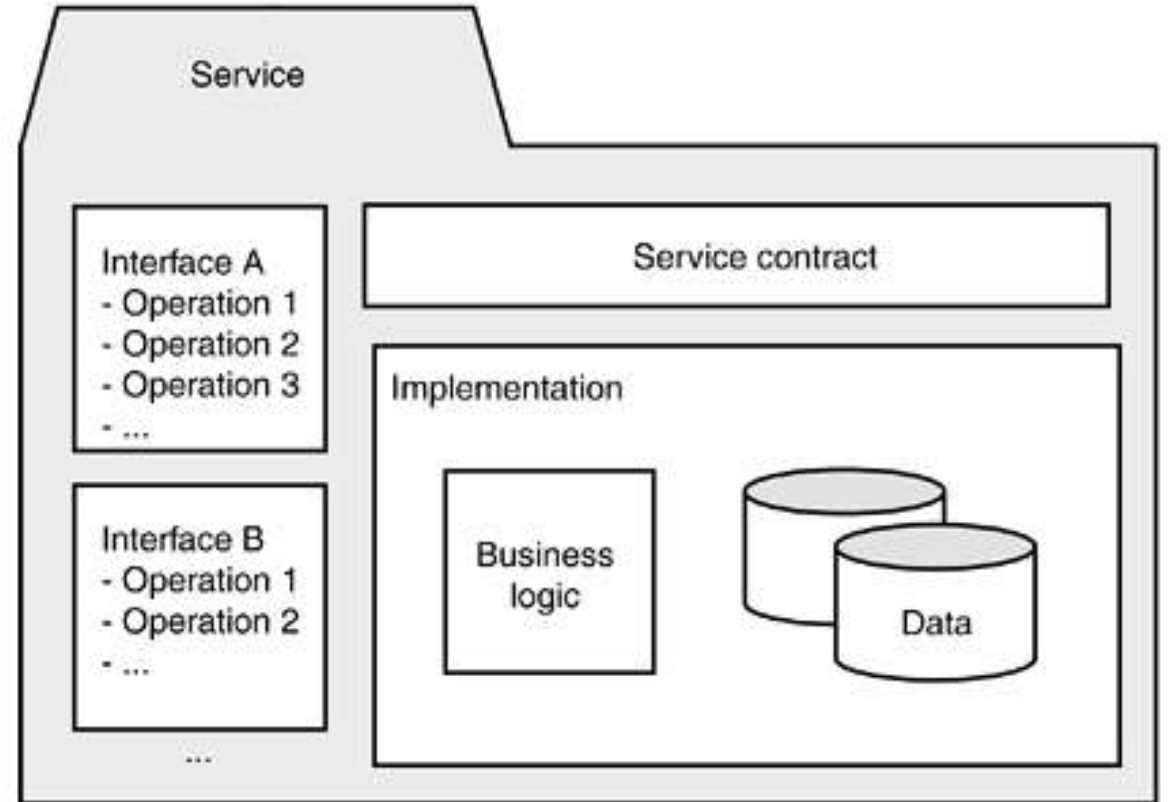 Service
Interface A
- Operation 1
- Operation 2
- Operation 3
- ...
Interface B
- Operation 1
- Operation 2
- ...
...
Service contract
Implementation
Business
logic
Data